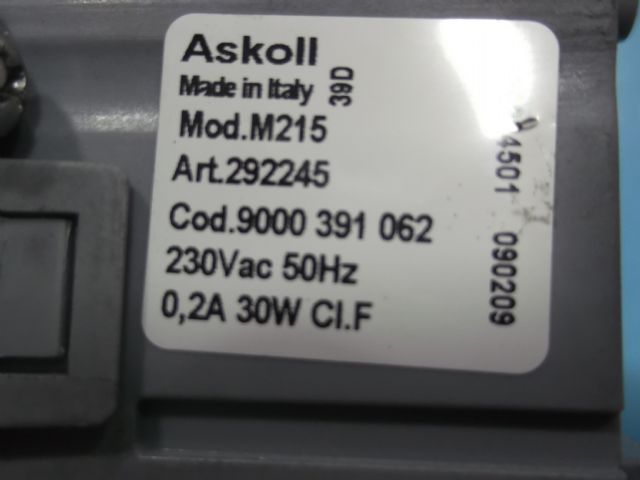 Askoll
Made in Italy 39D
Mod.M215
Art.292245
Cod.9000 391 062
230Vac 50Hz
0,2A 30W Cl.F
090209